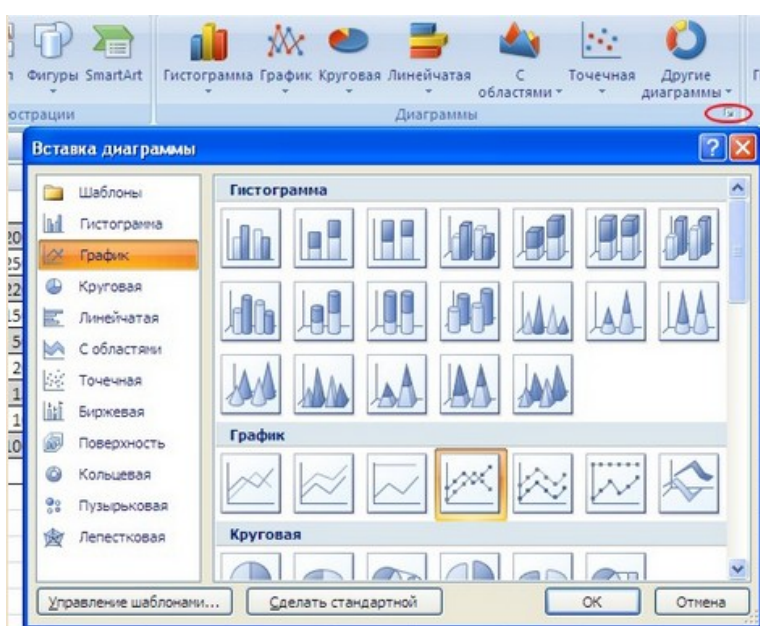 Фигуры SmartArt Гистограмма График Круговая Линейчатая С областями Точечная Другие диаграммы
Диаграммы
Вставка диаграммы
Шаблоны
Гистограмма
График
Круговая
Линейчатая
С областями
Точечная
Биржевая
Поверхность
Кольцевая
Пузырьковая
Лепестковая
Гистограмма
График
Круговая
Управление шаблонами...
Сделать стандартной
ОК
Отмена